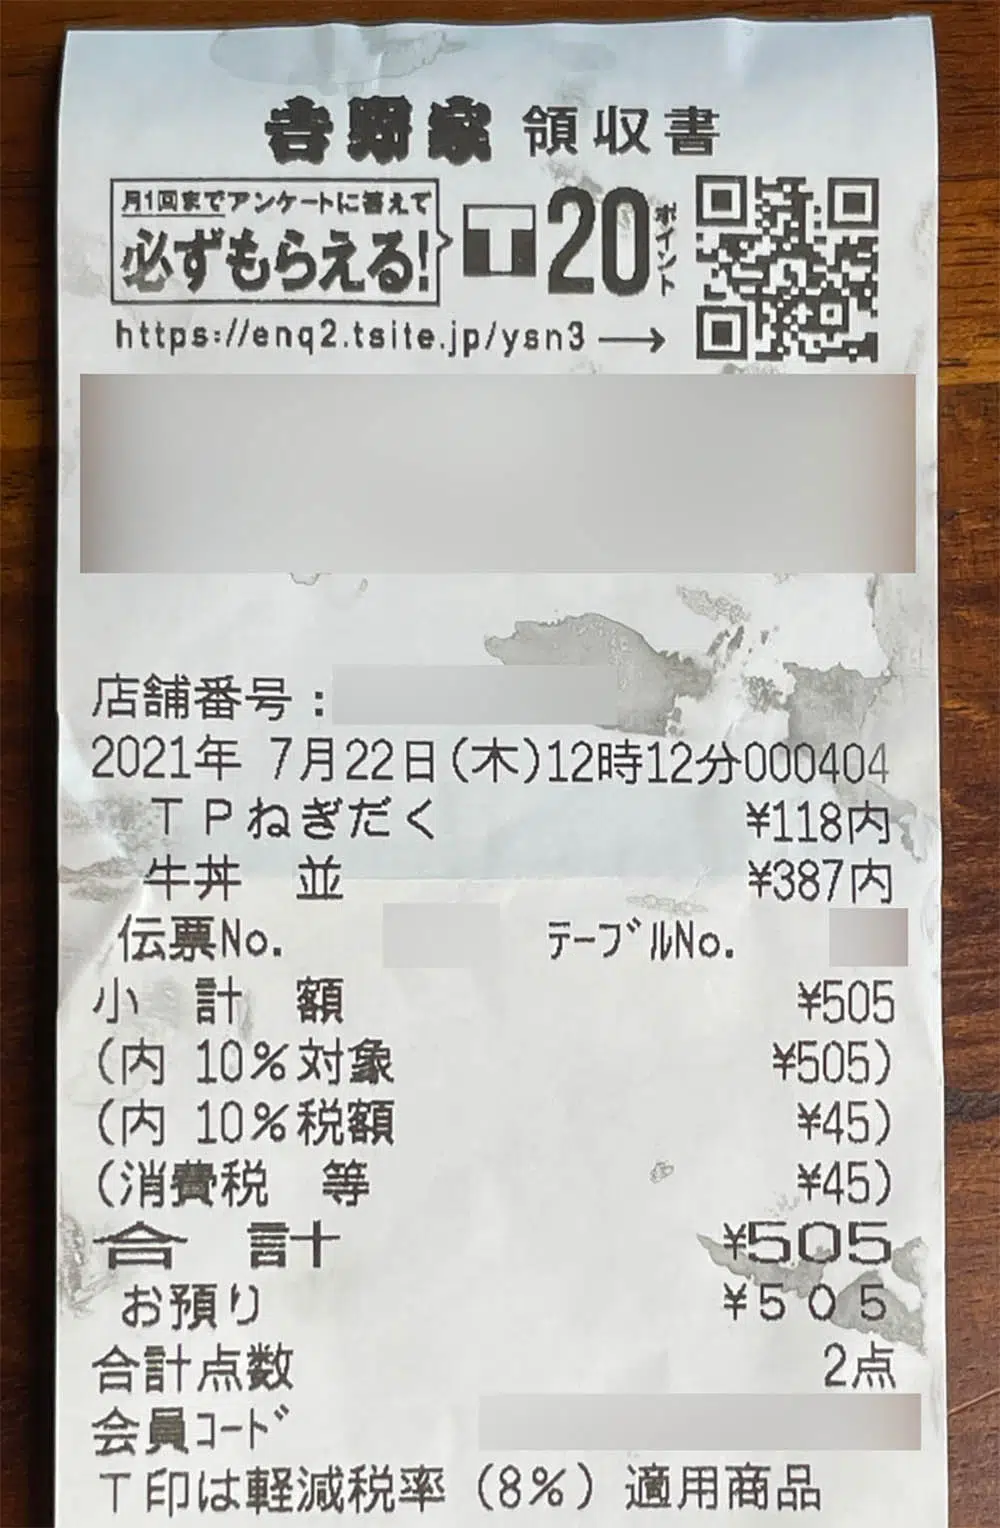 吉野家 領収書
月1回までアンケートに答えて
必ずもらえる!
T20ポイント
https://enq2.tsite.jp/ysn3→
店舗番号:
2021年 7月22日(木)12時12分000404
TPねぎだく ¥118内
牛丼 並 ¥387内
伝票No. テーブルNo.
小 計 額 ¥505
(内 10%対象 ¥505)
(内 10%税額 ¥45)
(消費税 等 ¥45)
合 計 ¥505
お預り ¥505
合計点数 2点
会員コード
T印は軽減税率(8%)適用商品